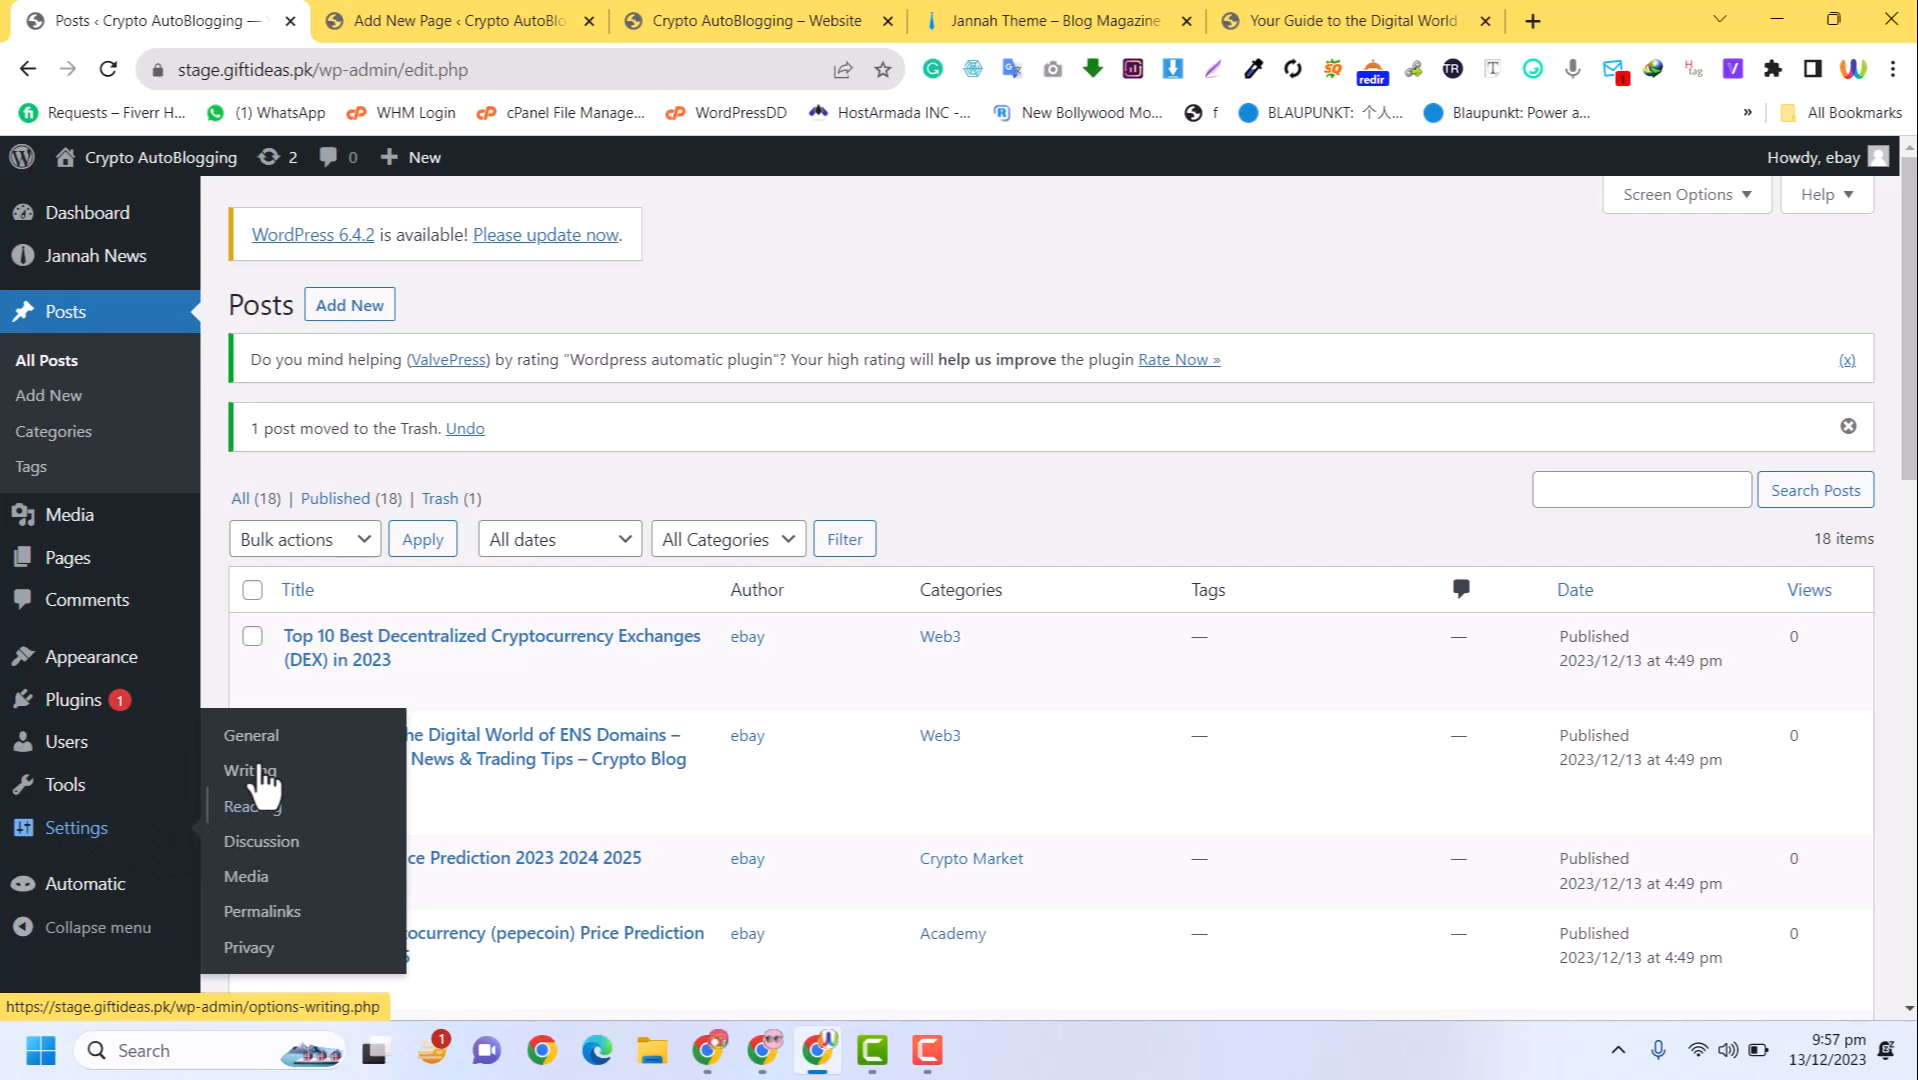 Posts ‹ Crypto AutoBlogging —
Add New Page ‹ Crypto AutoBlo
Crypto AutoBlogging – Website
Jannah Theme – Blog Magazine
Your Guide to the Digital World
stage.giftideas.pk/wp-admin/edit.php
redir
TR
1
Requests – Fiverr H...
(1) WhatsApp
WHM Login
cPanel File Manage...
WordPressDD
HostArmada INC -...
New Bollywood Mo...
f
BLAUPUNKT: 个人...
Blaupunkt: Power a...
»
All Bookmarks
Crypto AutoBlogging
2
0
New
Howdy, ebay
Dashboard
Jannah News
Posts
All Posts
Add New
Categories
Tags
Media
Pages
Comments
Appearance
Plugins 1
Users
Tools
Settings
Automatic
Collapse menu
General
Discussion
Media
Permalinks
Privacy
Screen Options
Help
WordPress 6.4.2 is available! Please update now.
Posts
Add New
Do you mind helping (ValvePress) by rating "Wordpress automatic plugin"? Your high rating will help us improve the plugin Rate Now »
(x)
1 post moved to the Trash. Undo
All (18) | Published (18) | Trash (1)
Search Posts
Bulk actions
Apply
All dates
All Categories
Filter
18 items
Title
Author
Categories
Tags
Date
Views
Top 10 Best Decentralized Cryptocurrency Exchanges
(DEX) in 2023
ebay
Web3
—
—
Published
2023/12/13 at 4:49 pm
0
he Digital World of ENS Domains –
News & Trading Tips – Crypto Blog
ebay
Web3
—
—
Published
2023/12/13 at 4:49 pm
0
ce Prediction 2023 2024 2025
ebay
Crypto Market
—
—
Published
2023/12/13 at 4:49 pm
0
tocurrency (pepecoin) Price Prediction
ebay
Academy
—
—
Published
2023/12/13 at 4:49 pm
0
https://stage.giftideas.pk/wp-admin/options-writing.php
Search
1
9:57 pm
13/12/2023